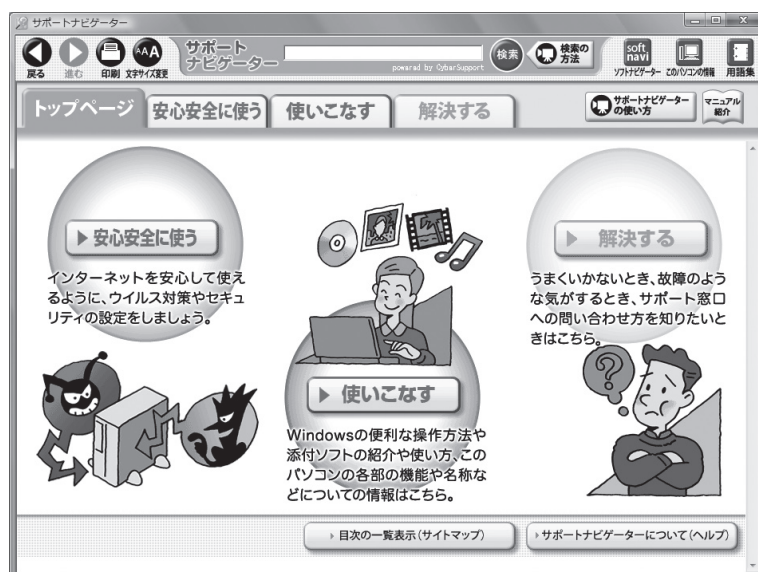 サポートナビゲーター
戻る
進む
印刷
文字サイズ変更
サポート
ナビゲーター
powered by CyberSupport
検索
検索の
方法
soft
navi
ソフトナビゲーター
このパソコンの情報
用語集
トップページ
安心安全に使う
使いこなす
解決する
サポートナビゲーター
の使い方
マニュアル
紹介
安心安全に使う
インターネットを安心して使え
るように、ウイルス対策やセキュ
リティの設定をしましょう。
使いこなす
Windowsの便利な操作方法や
添付ソフトの紹介や使い方、この
パソコンの各部の機能や名称な
どについての情報はこちら。
解決する
うまくいかないとき、故障のよう
な気がするとき、サポート窓口
への問い合わせ方を知りたいと
きはこちら。
目次の一覧表示(サイトマップ)
サポートナビゲーターについて(ヘルプ)